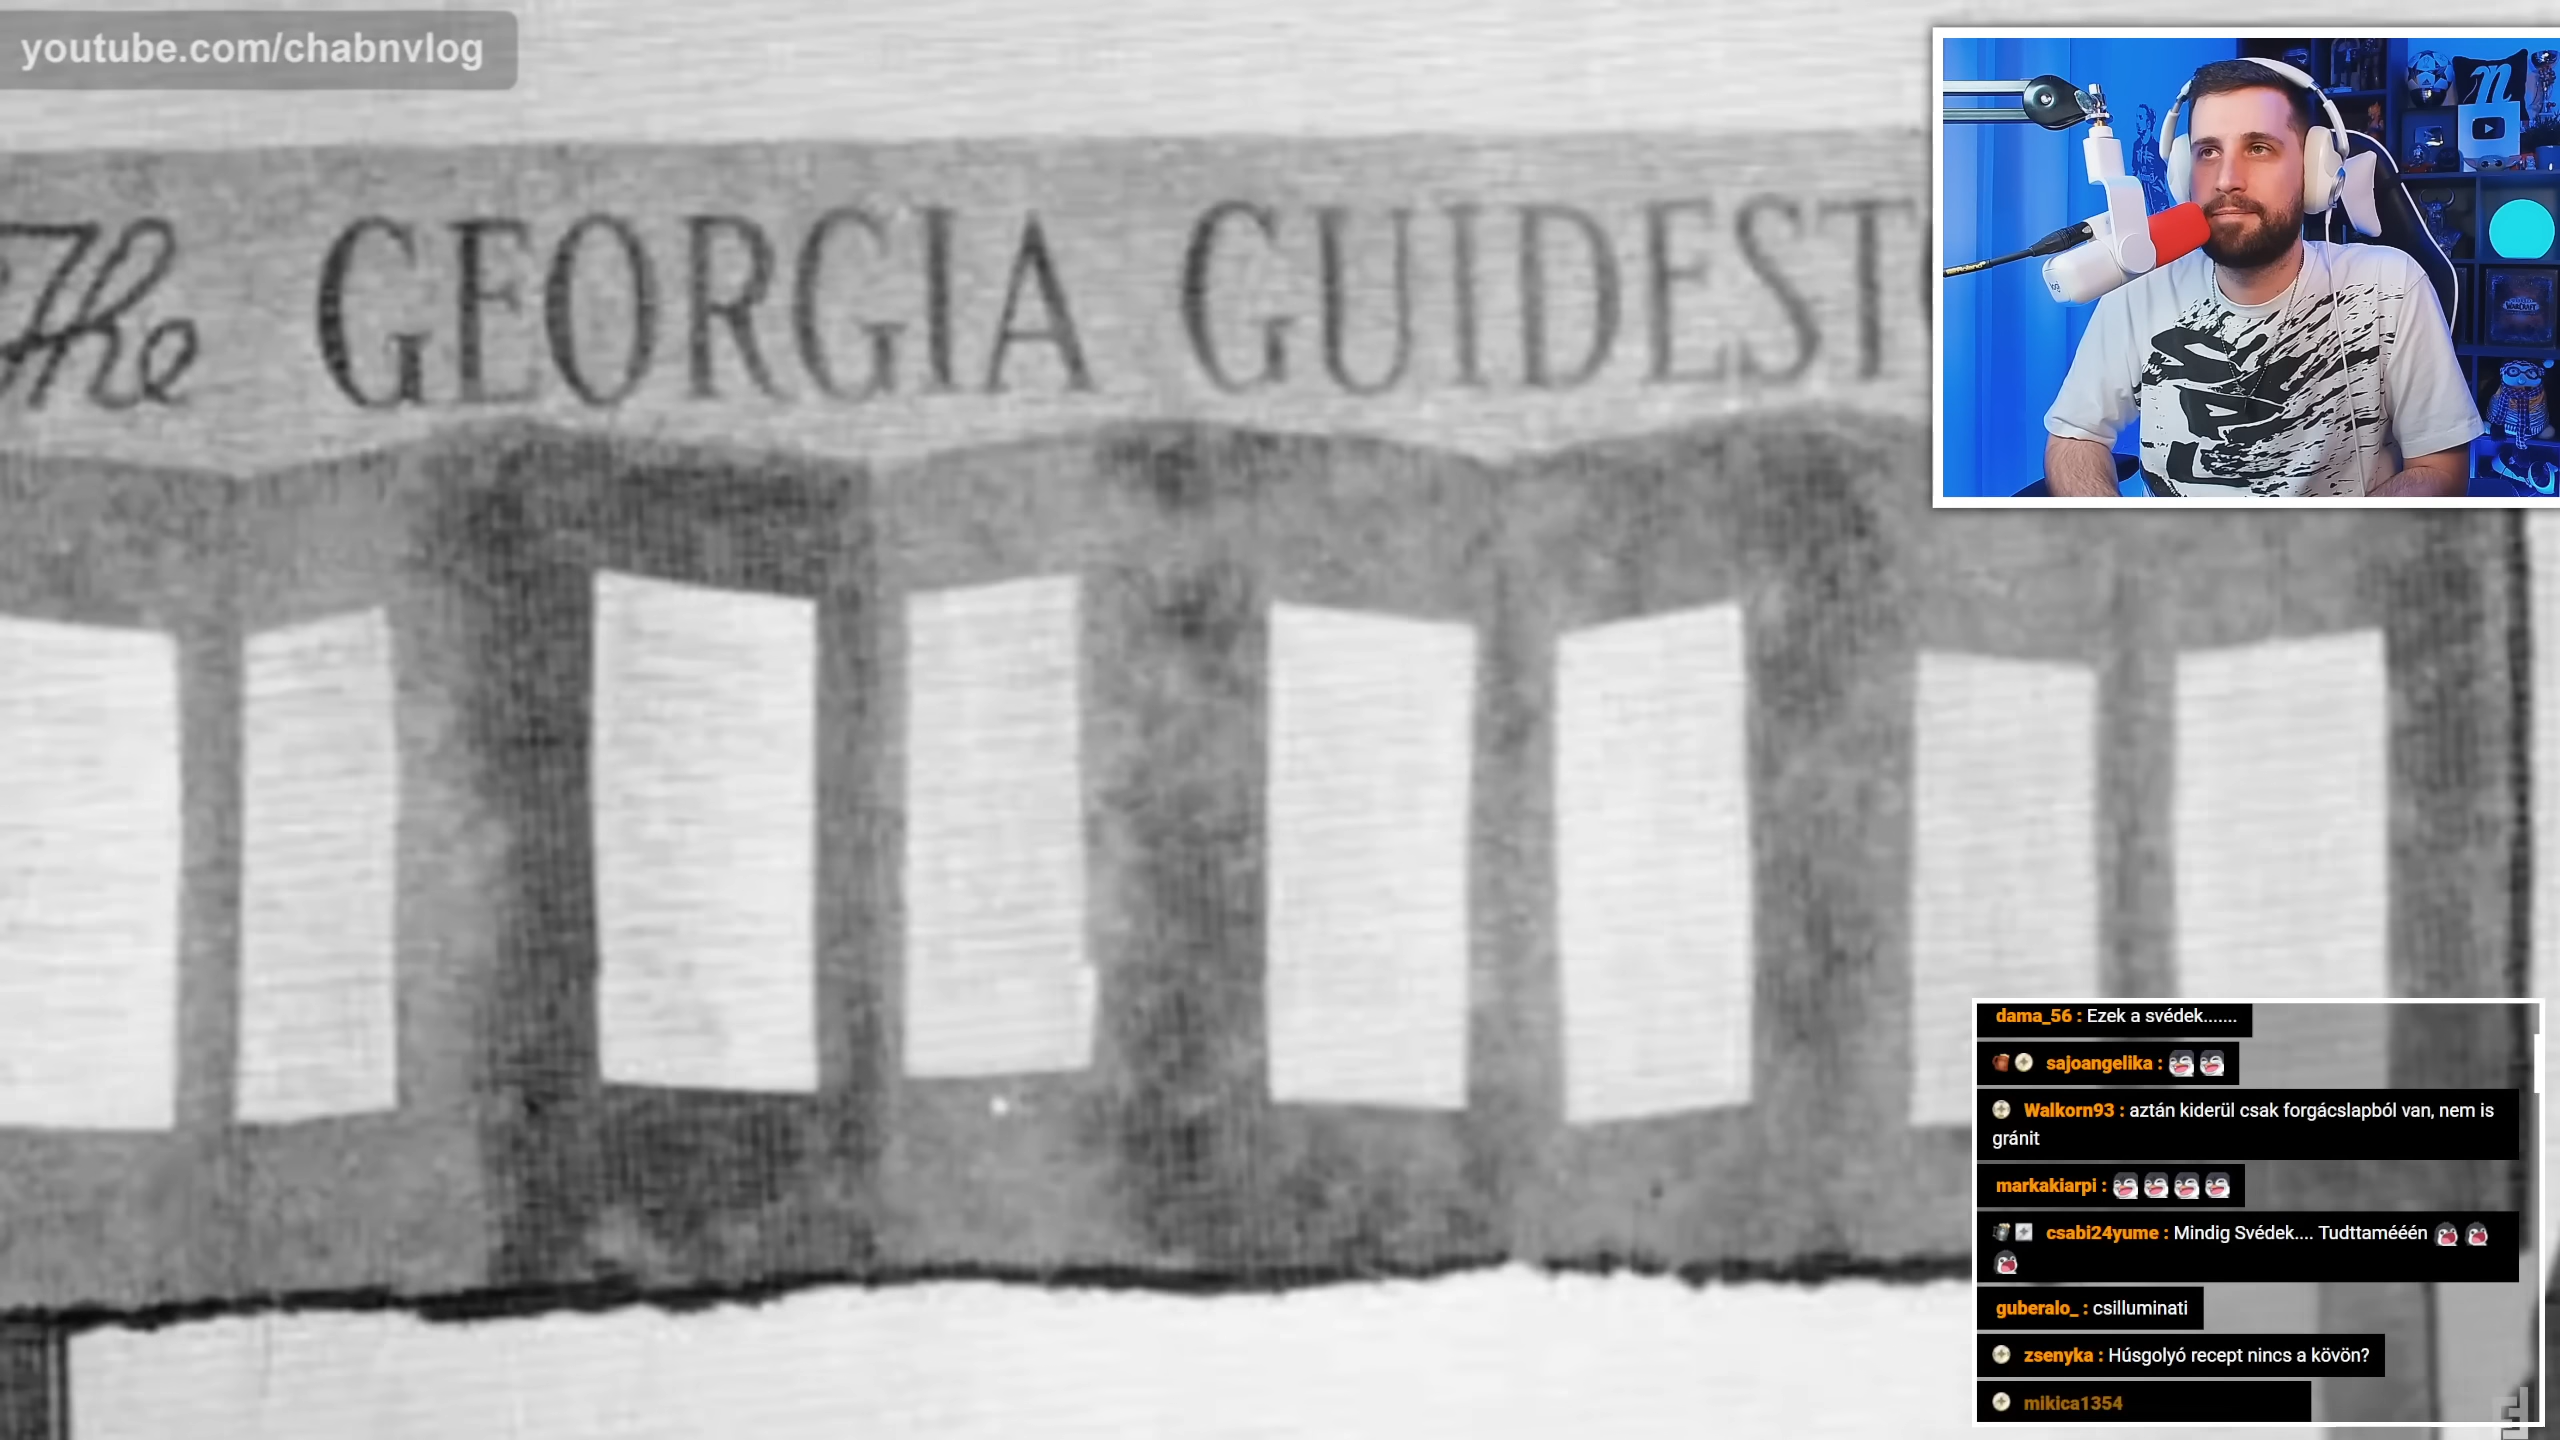 youtube.com/chabnvlog
The GEORGIA GUIDEST
dama_56 : Ezek a svédek.......
sajoangelika :
Walkorn93 : aztán kiderül csak forgácslapból van, nem is
gránit
markakiarpi :
csabi24yume : Mindig Svédek.... Tudttamééén
guberalo_ : csilluminati
zsenyka : Húsgolyó recept nincs a kövön?
mikica1354